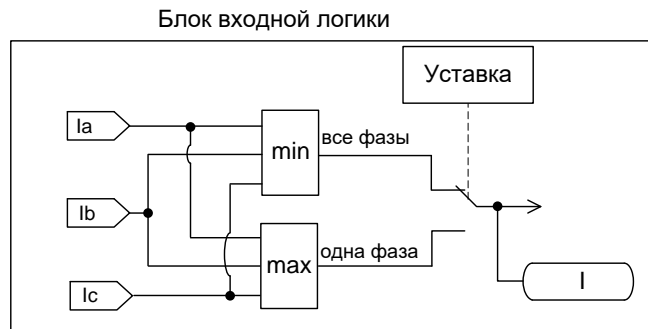 Блок входной логики
Уставка
Ia
min
все фазы
Ib
max
одна фаза
Ic
I